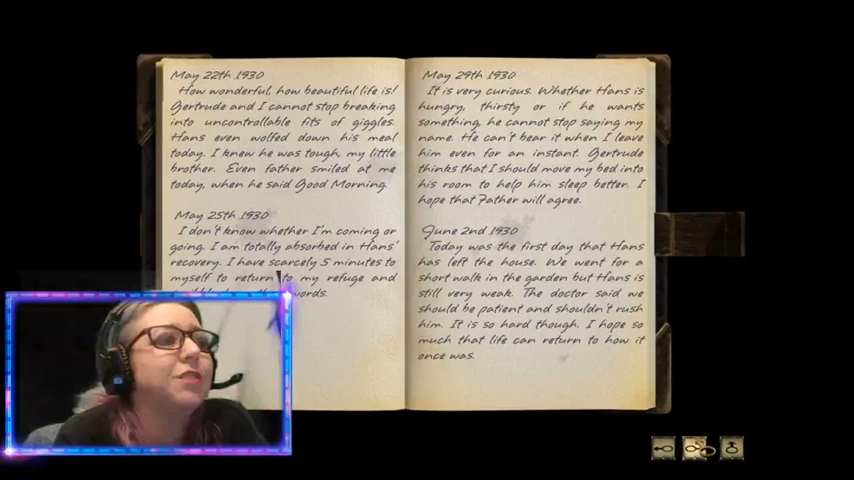 May 22th 1930
How wonderful, how beautiful life is!
Gertrude and I cannot stop breaking
into uncontrollable fits of giggles.
Hans even wolfed down his meal
today. I knew he was tough, my little
brother. Even father smiled at me
today, when he said Good Morning.
May 25th 1930
I don't know whether I'm coming or
going. I am totally absorbed in Hans'
recovery. I have scarcely 5 minutes to
myself to return to my refuge and
words.
May 29th 1930
It is very curious. Whether Hans is
hungry, thirsty or if he wants
something, he cannot stop saying my
name. He can't bear it when I leave
him even for an instant. Gertrude
thinks that I should move my bed into
his room to help him sleep better. I
hope that Father will agree.
June 2nd 1930
Today was the first day that Hans
has left the house. We went for a
short walk in the garden but Hans is
still very weak. The doctor said we
should be patient and shouldn't rush
him. It is so hard though. I hope so
much that life can return to how it
once was.